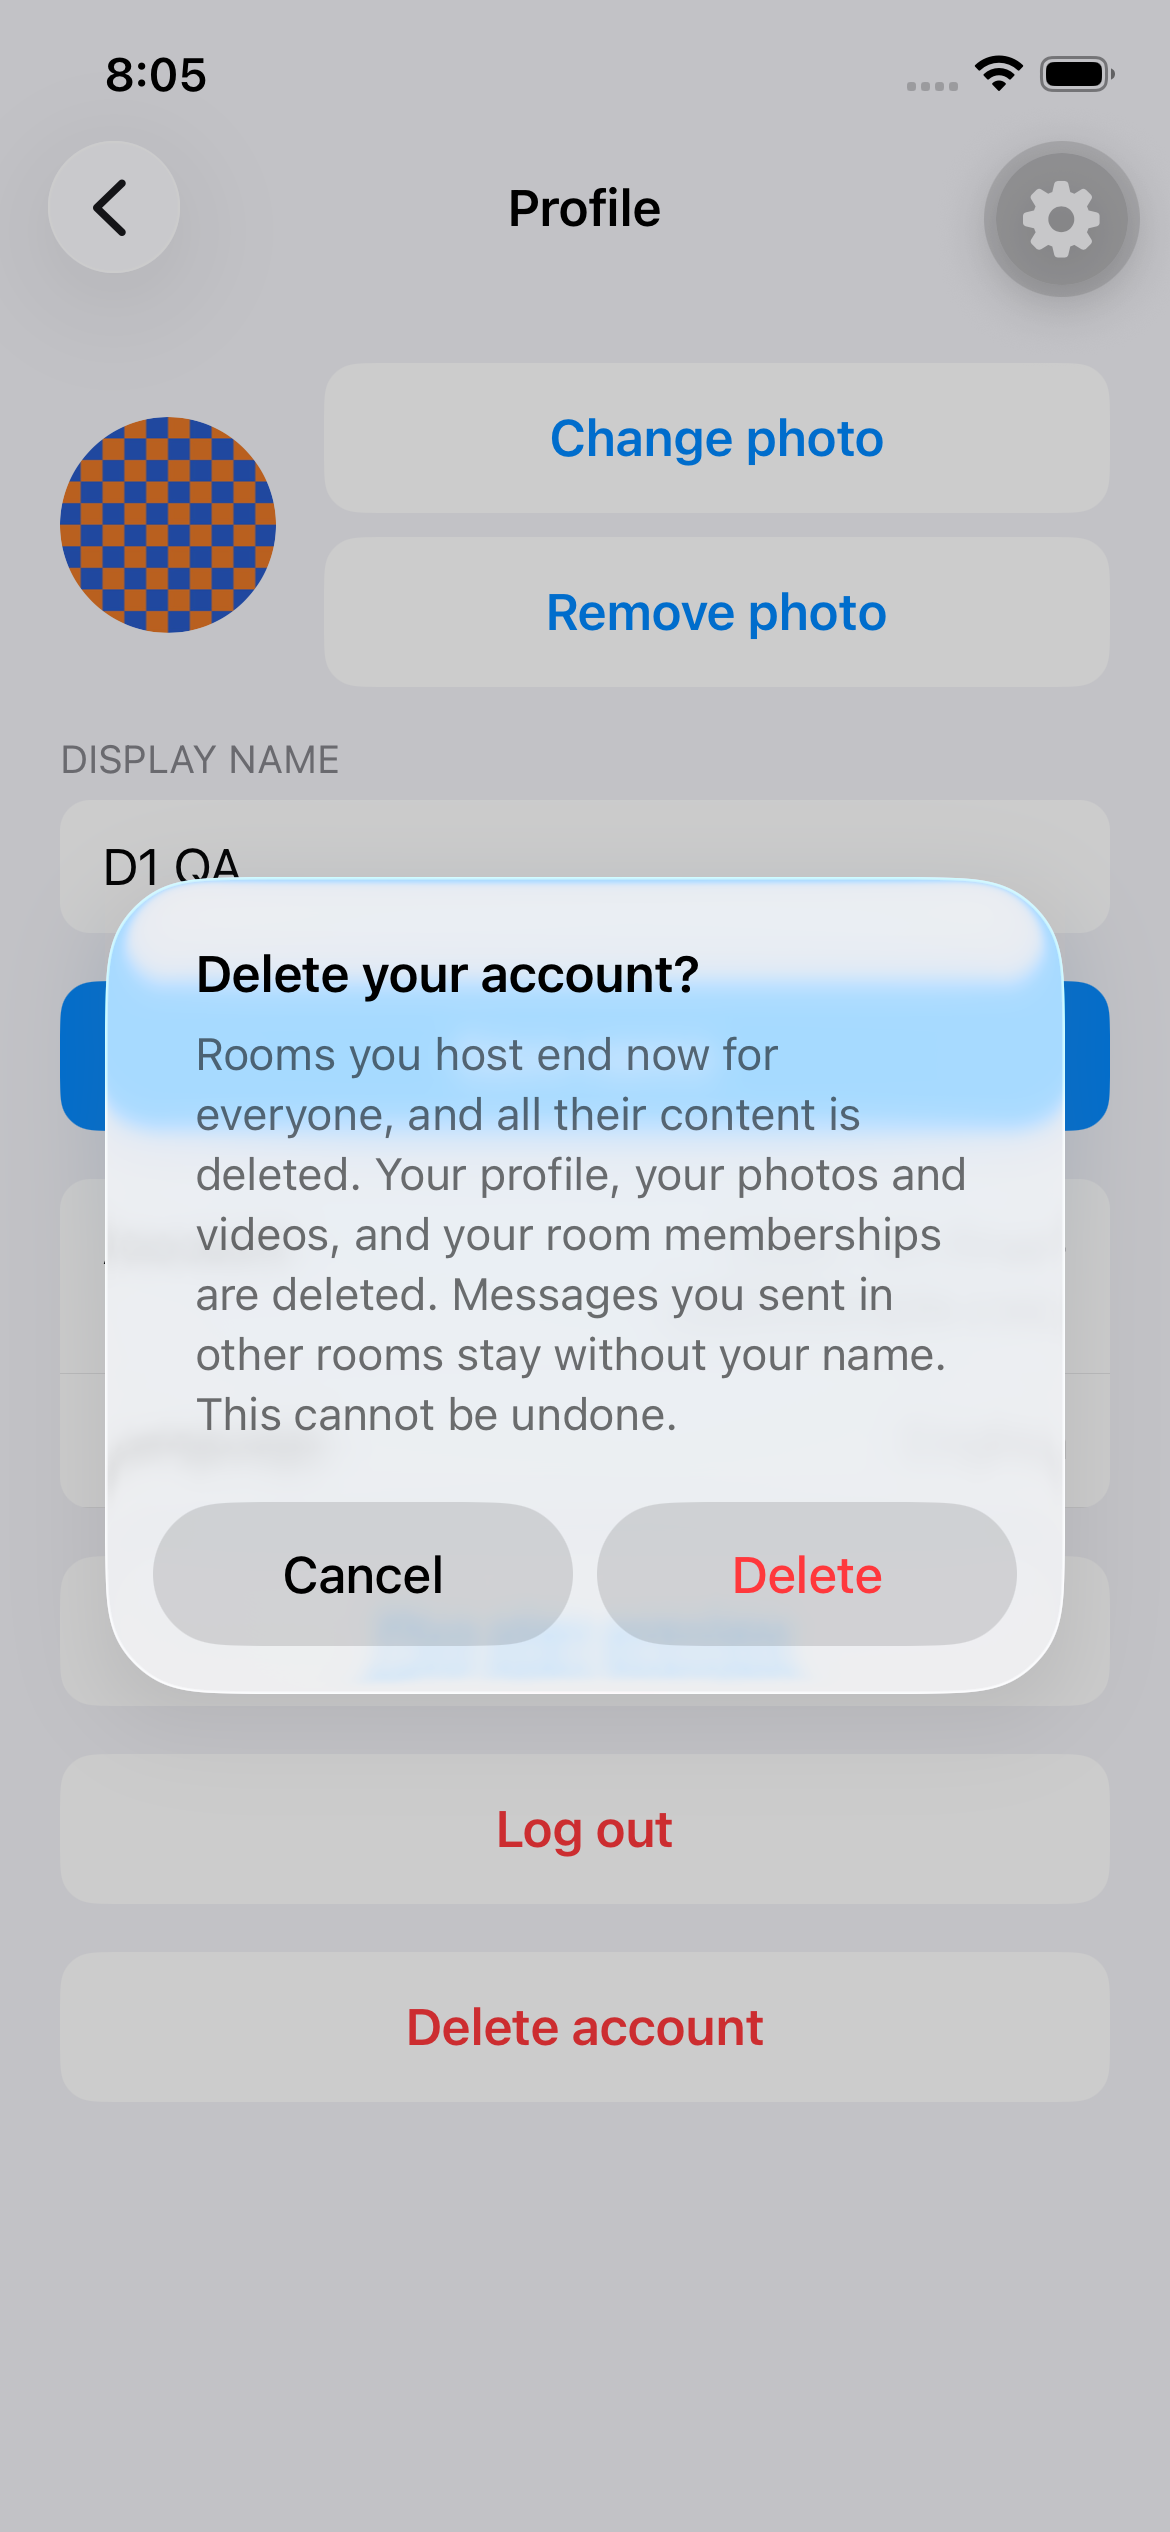 8:05
Profile
Change photo
Remove photo
DISPLAY NAME
D1 QA
Delete your account?
Rooms you host end now for
everyone, and all their content is
deleted. Your profile, your photos and
videos, and your room memberships
are deleted. Messages you sent in
other rooms stay without your name.
This cannot be undone.
Cancel
Delete
Log out
Delete account